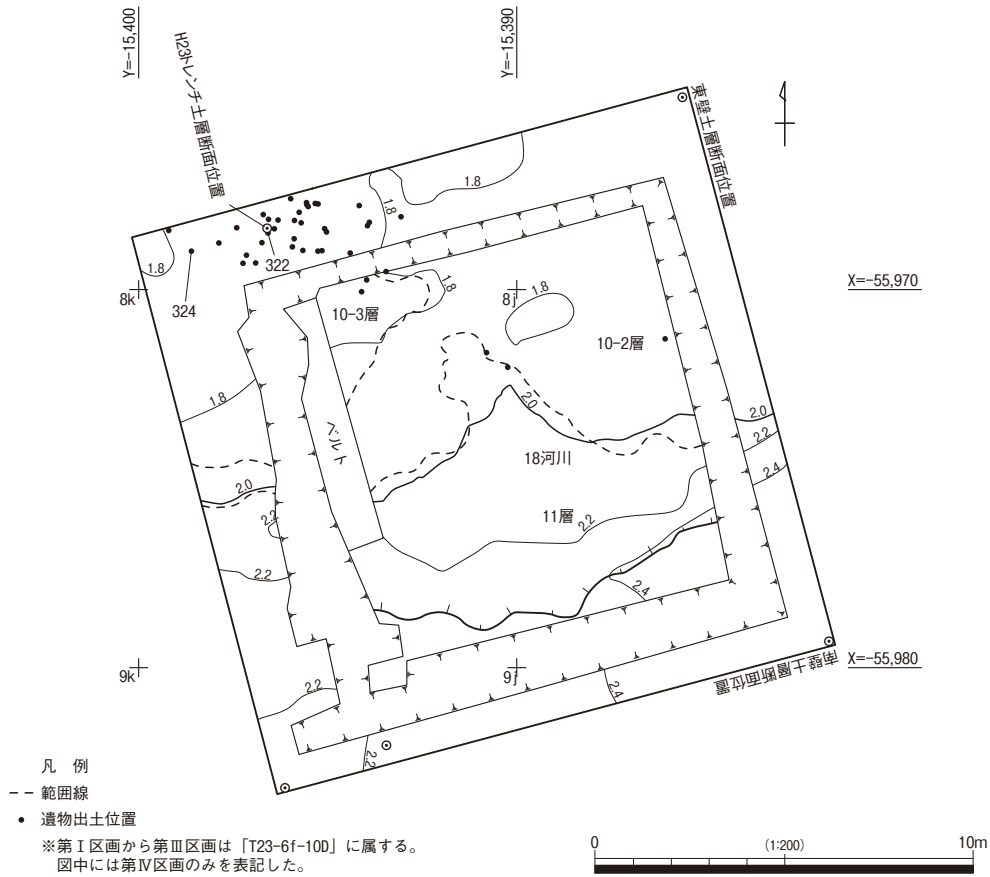 Y=-15,400
Y=-15,390
H23トレンチ土層断面位置
東壁土層断面位置
1.8
1.8
1.8
322
324
8k
1.8
8j
1.8
X=-55,970
10-3層
10-2層
1.8
ベルト
2.0
2.0
2.2
2.4
18河川
2.0
2.2
11層
2.2
2.2
2.4
9k
9j
X=-55,980
南壁土層断面位置
2.2
2.4
2.2
凡 例
範囲線
遺物出土位置
※第Ⅰ区画から第Ⅲ区画は「T23-6f-10D」に属する。
図中には第Ⅳ区画のみを表記した。
0
(1:200)
10m